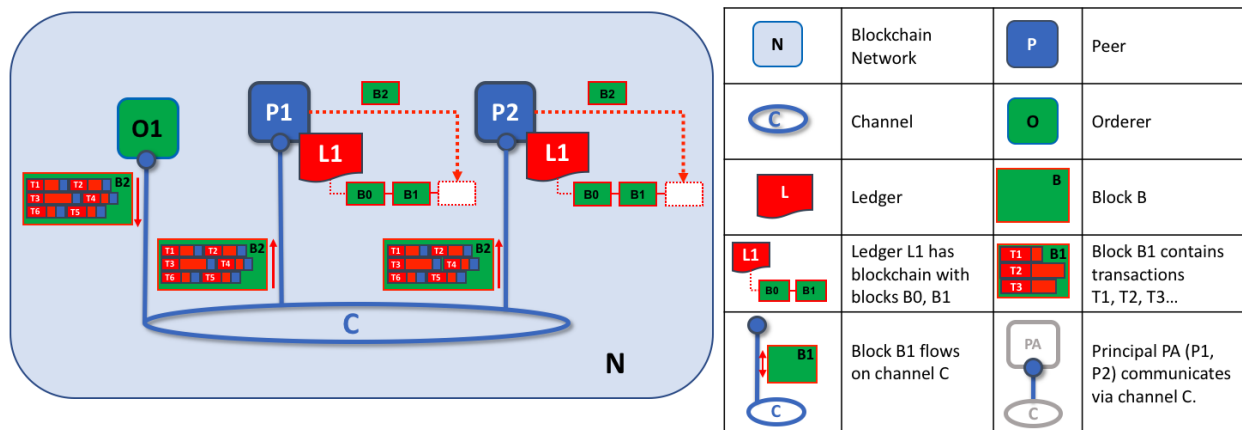 O1
T1 T2 B2
T3 T4
T6 T5
P1
B2
L1
B0 B1
T1 T2 B2
T3 T4
T6 T5
P2
B2
L1
B0 B1
T1 T2 B2
T3 T4
T6 T5
C
N
N
Blockchain
Network
P
Peer
C
Channel
O
Orderer
L
Ledger
B
Block B
L1
B0 B1
Ledger L1 has
blockchain with
blocks B0, B1
T1 B1
T2
T3
Block B1 contains
transactions
T1, T2, T3...
B1
C
Block B1 flows
on channel C
PA
C
Principal PA (P1,
P2) communicates
via channel C.